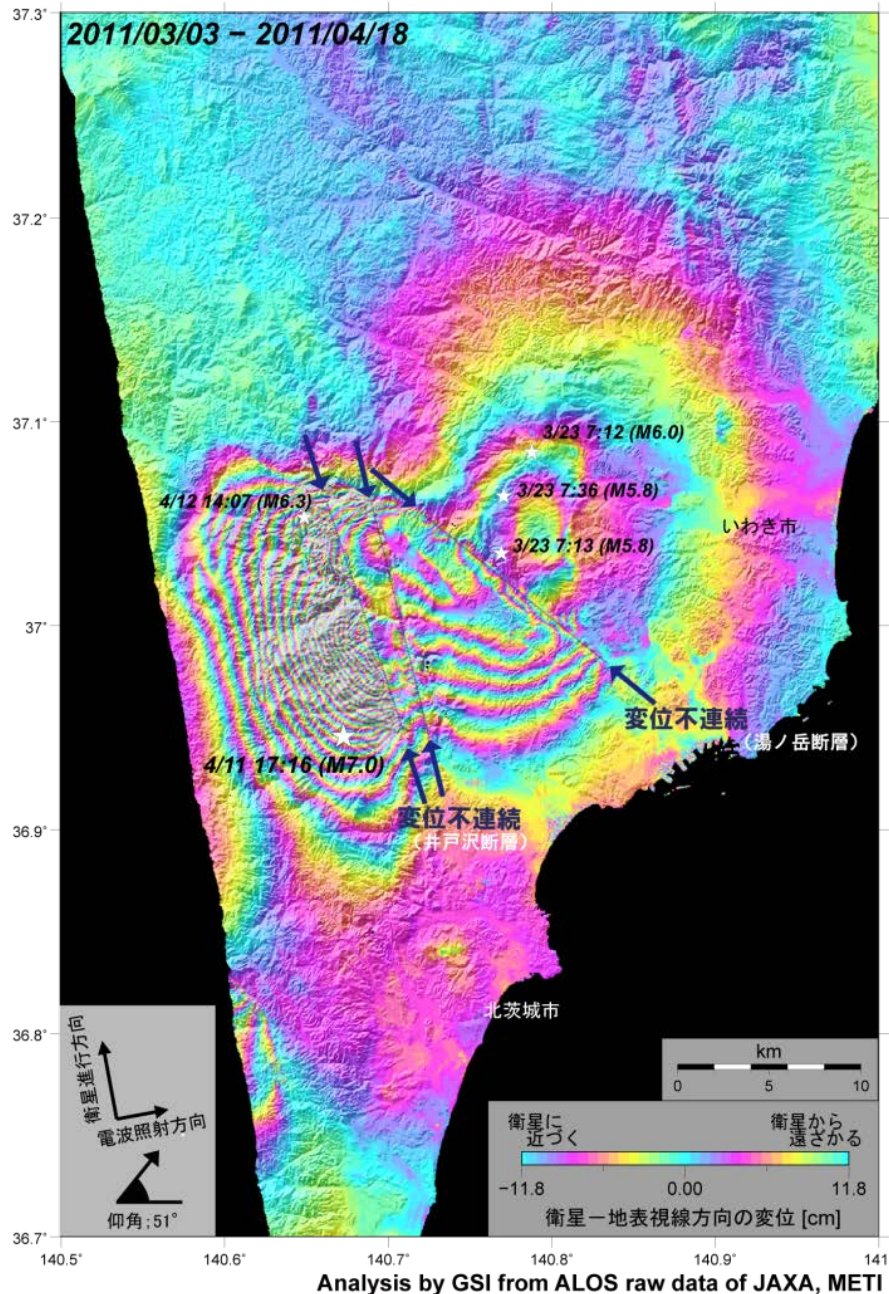 2011/03/03 − 2011/04/18
37.3°
37.2°
37.1°
37°
36.9°
36.8°
36.7°
140.5°
140.6°
140.7°
140.8°
140.9°
141°
3/23 7:12 (M6.0)
4/12 14:07 (M6.3)
3/23 7:36 (M5.8)
いわき市
3/23 7:13 (M5.8)
変位不連続
（湯ノ岳断層）
4/11 17:16 (M7.0)
変位不連続
（井戸沢断層）
北茨城市
衛星進行方向
電波照射方向
仰角;51°
km
0 5 10
衛星に
近づく
衛星から
遠ざかる
−11.8 0.00 11.8
衛星－地表視線方向の変位 [cm]
Analysis by GSI from ALOS raw data of JAXA, METI